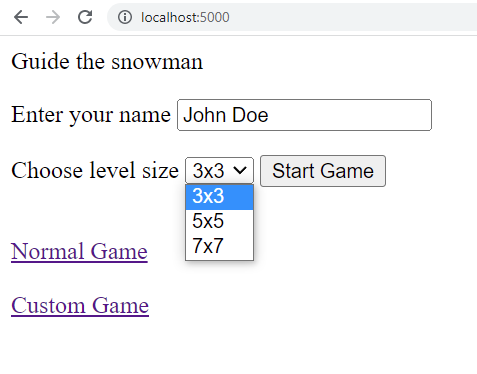 localhost:5000
Guide the snowman
Enter your name John Doe
Choose level size 3x3 Start Game
3x3
5x5
7x7
Normal Game
Custom Game